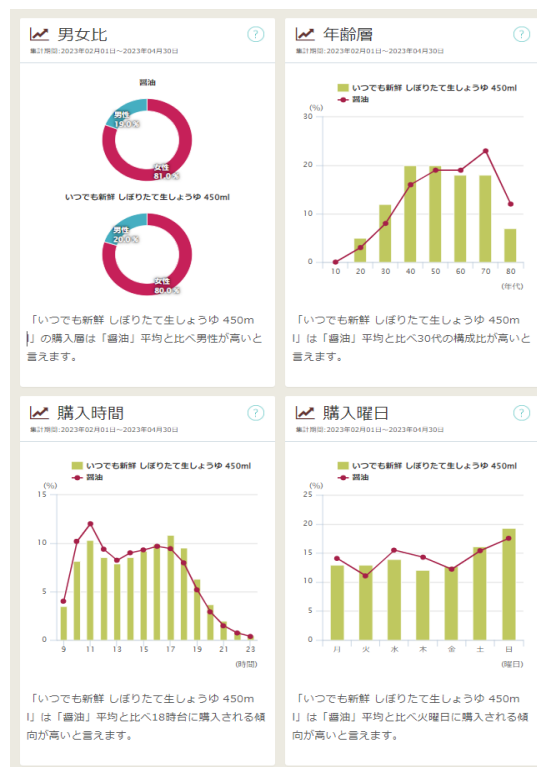 男女比
?
集計期間:2023年02月01日〜2023年04月30日
醤油
男性
19.0 %
女性
81.0 %
いつでも新鮮 しぼりたて生しょうゆ 450ml
男性
20.0 %
女性
80.0 %
「いつでも新鮮 しぼりたて生しょうゆ 450m
l」の購入層は「醤油」平均と比べ男性が高いと
言えます。
年齢層
?
集計期間:2023年02月01日〜2023年04月30日
いつでも新鮮 しぼりたて生しょうゆ 450ml
醤油
(%)
30
20
10
0
10 20 30 40 50 60 70 80
(年代)
「いつでも新鮮 しぼりたて生しょうゆ 450m
l」は「醤油」平均と比べ30代の構成比が高いと
言えます。
購入時間
?
集計期間:2023年02月01日〜2023年04月30日
いつでも新鮮 しぼりたて生しょうゆ 450ml
醤油
(%)
15
10
5
0
9 11 13 15 17 19 21 23
(時間)
「いつでも新鮮 しぼりたて生しょうゆ 450m
l」は「醤油」平均と比べ18時台に購入される傾
向が高いと言えます。
購入曜日
?
集計期間:2023年02月01日〜2023年04月30日
いつでも新鮮 しぼりたて生しょうゆ 450ml
醤油
(%)
25
20
15
10
5
0
月 火 水 木 金 土 日
(曜日)
「いつでも新鮮 しぼりたて生しょうゆ 450m
l」は「醤油」平均と比べ火曜日に購入される傾
向が高いと言えます。